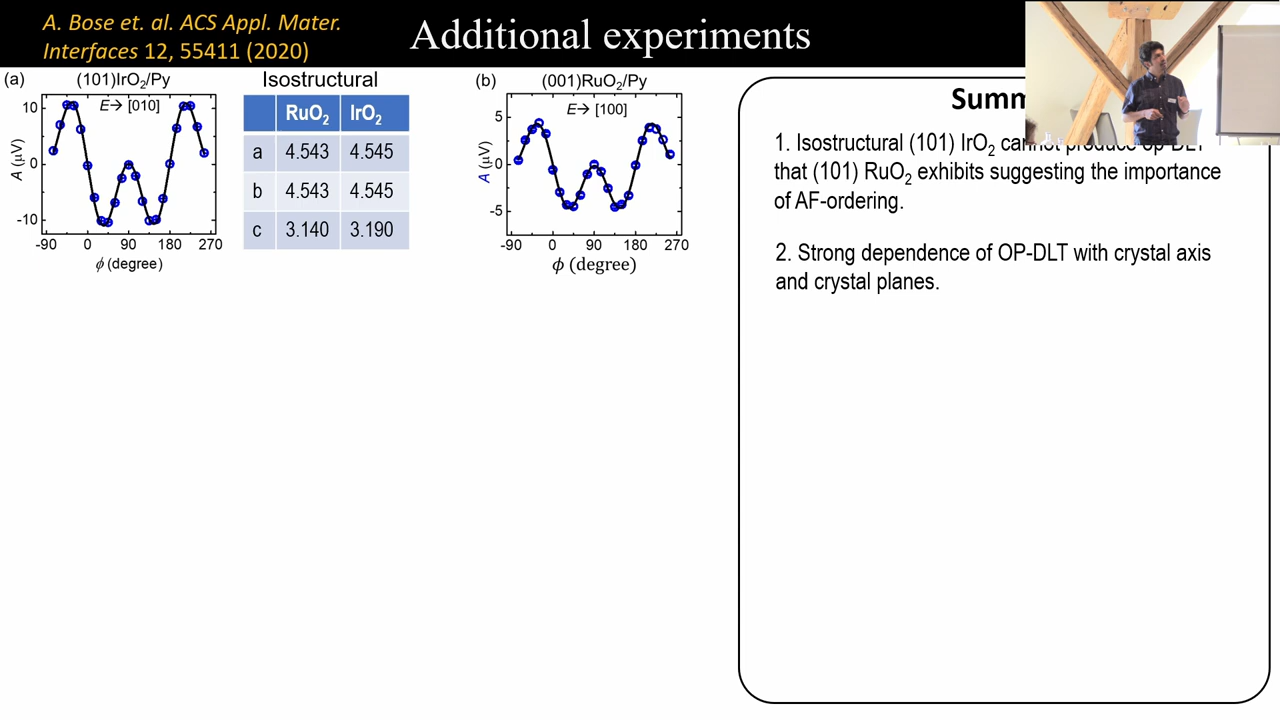 A. Bose et. al. ACS Appl. Mater.
Interfaces 12, 55411 (2020)
Additional experiments
(a)
(101)IrO₂/Py
E→ [010]
10
0
-10
A (μV)
-90 0 90 180 270
ϕ (degree)
Isostructural
RuO₂ IrO₂
a 4.543 4.545
b 4.543 4.545
c 3.140 3.190
(b)
(001)RuO₂/Py
E→ [100]
5
0
-5
A (μV)
-90 0 90 180 270
ϕ (degree)
1. Isostructural (101) IrO₂
that (101) RuO₂ exhibits suggesting the importance
of AF-ordering.
2. Strong dependence of OP-DLT with crystal axis
and crystal planes.